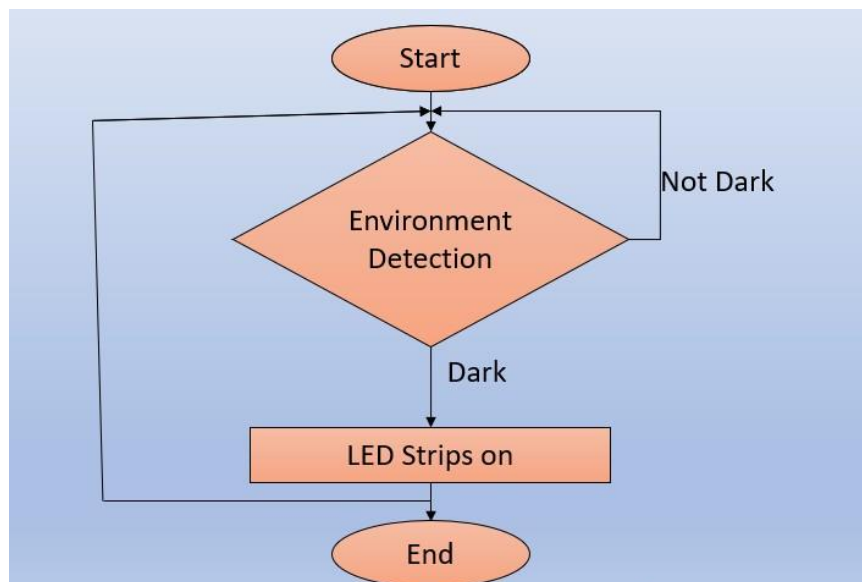 Start
Environment
Detection
Not Dark
Dark
LED Strips on
End